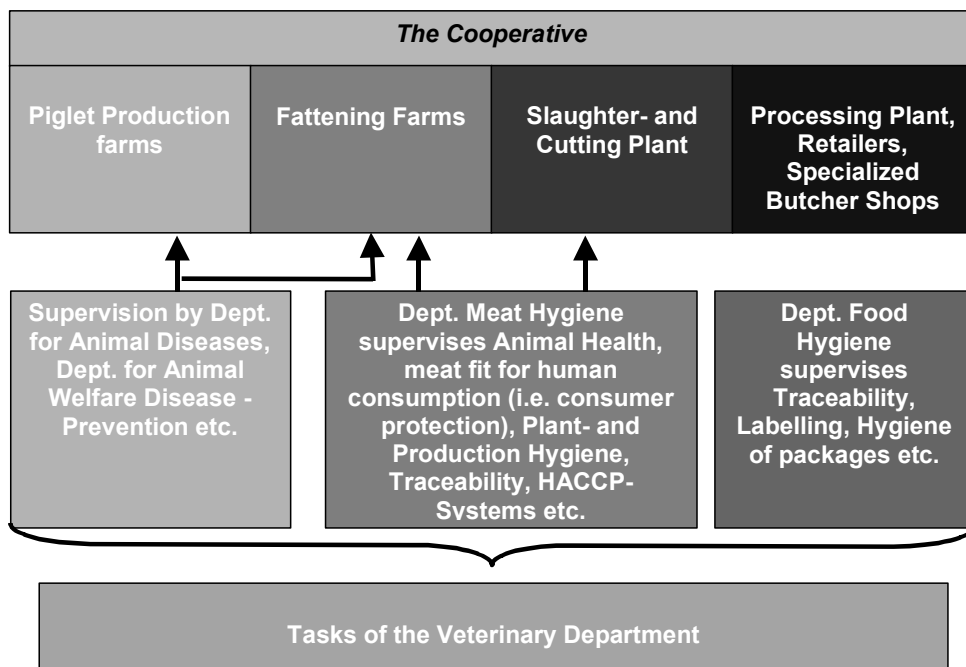 The Cooperative
Piglet Production
farms
Fattening Farms
Slaughter- and
Cutting Plant
Processing Plant,
Retailers,
Specialized
Butcher Shops
Supervision by Dept.
for Animal Diseases,
Dept. for Animal
Welfare Disease -
Prevention etc.
Dept. Meat Hygiene
supervises Animal Health,
meat fit for human
consumption (i.e. consumer
protection), Plant- and
Production Hygiene,
Traceability, HACCP-
Systems etc.
Dept. Food
Hygiene
supervises
Traceability,
Labelling, Hygiene
of packages etc.
Tasks of the Veterinary Department